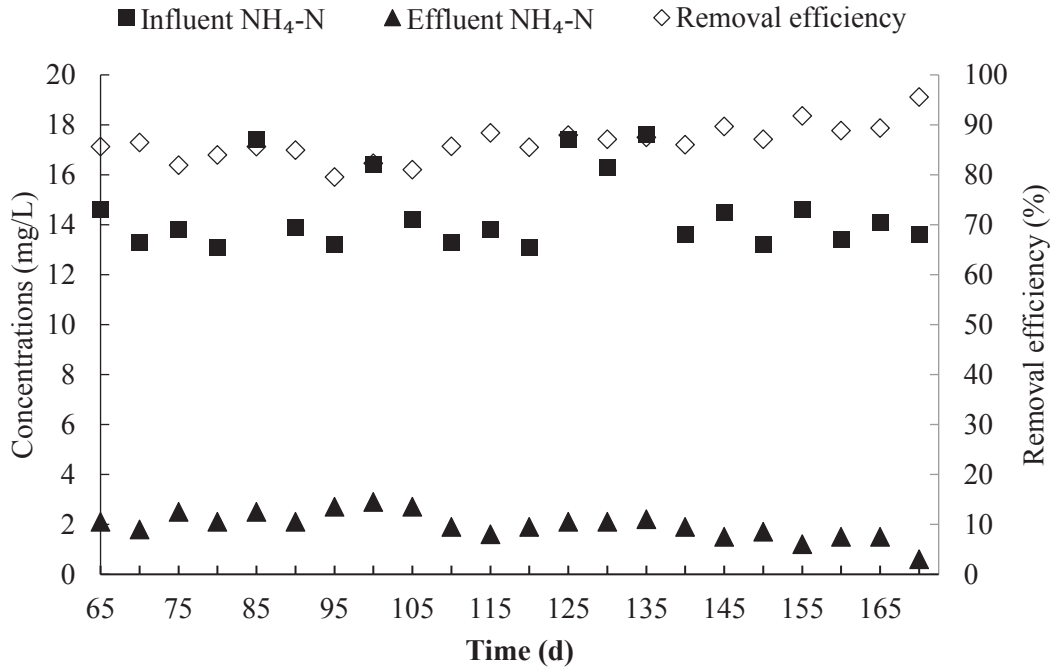 Influent NH₄-N Effluent NH₄-N Removal efficiency
20 100
18 90
16 80
14 70
12 60
10 50
8 40
6 30
4 20
2 10
0 0
Concentrations (mg/L)
Removal efficiency (%)
65 75 85 95 105 115 125 135 145 155 165
Time (d)